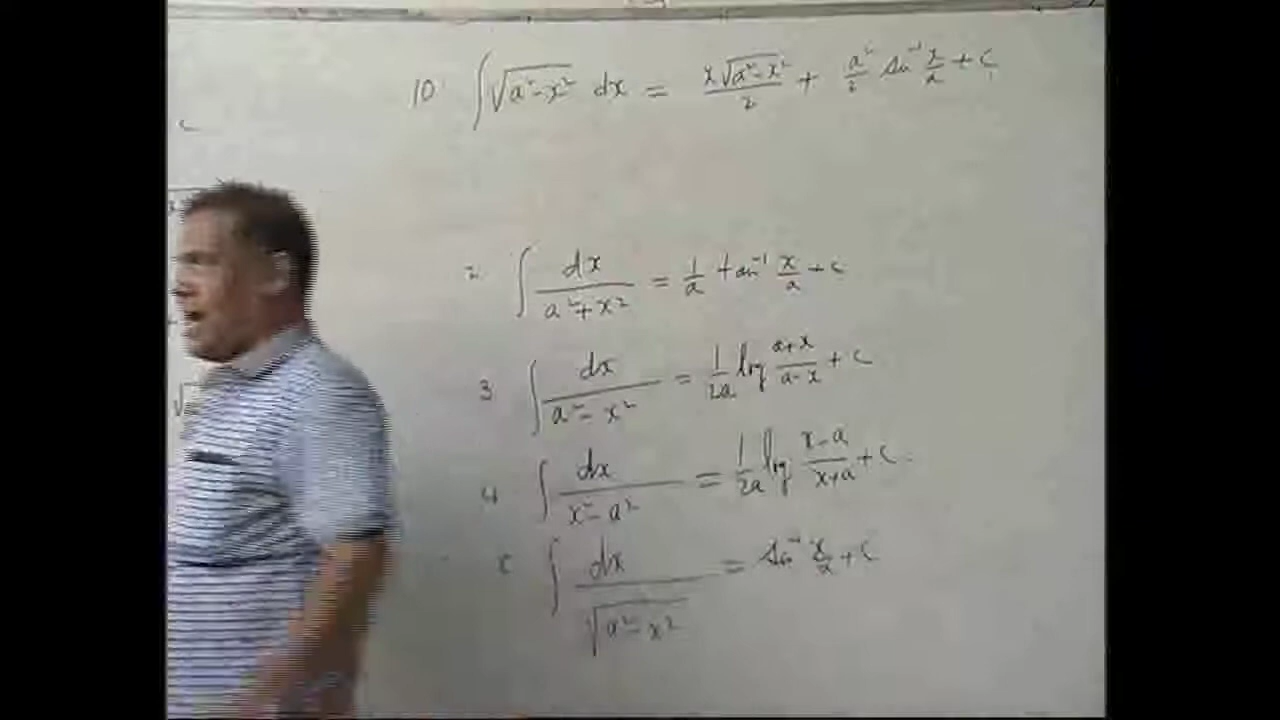 10 ∫√(a²-x²) dx = x√(a²-x²)/2 + a²/2 sin⁻¹ x/a + c
2 ∫ dx/(a²+x²) = 1/a tan⁻¹ x/a + c
3 ∫ dx/(a²-x²) = 1/2a log (a+x)/(a-x) + c
4 ∫ dx/(x²-a²) = 1/2a log (x-a)/(x+a) + c
∫ dx/√(a²-x²) = sin⁻¹ x/a + c